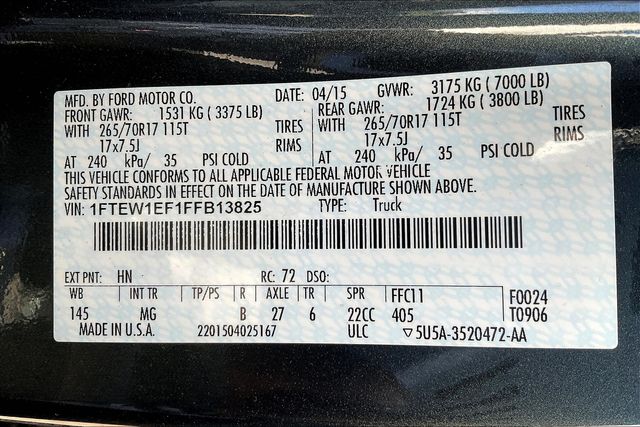 MFD. BY FORD MOTOR CO. DATE: 04/15 GVWR: 3175 KG ( 7000 LB)
FRONT GAWR: 1531 KG ( 3375 LB) REAR GAWR: 1724 KG ( 3800 LB)
WITH 265/70R17 115T TIRES WITH 265/70R17 115T TIRES
17x7.5J RIMS 17x7.5J RIMS
AT 240 kPa/ 35 PSI COLD AT 240 kPa/ 35 PSI COLD
THIS VEHICLE CONFORMS TO ALL APPLICABLE FEDERAL MOTOR VEHICLE
SAFETY STANDARDS IN EFFECT ON THE DATE OF MANUFACTURE SHOWN ABOVE.
VIN: 1FTEW1EF1FFB13825 TYPE: Truck
EXT PNT: HN RC: 72 DSO:
WB INT TR TP/PS R AXLE TR SPR FFC11 F0024
145 MG B 27 6 22CC 405 T0906
MADE IN U.S.A. 2201504025167 ULC ▽5U5A-3520472-AA